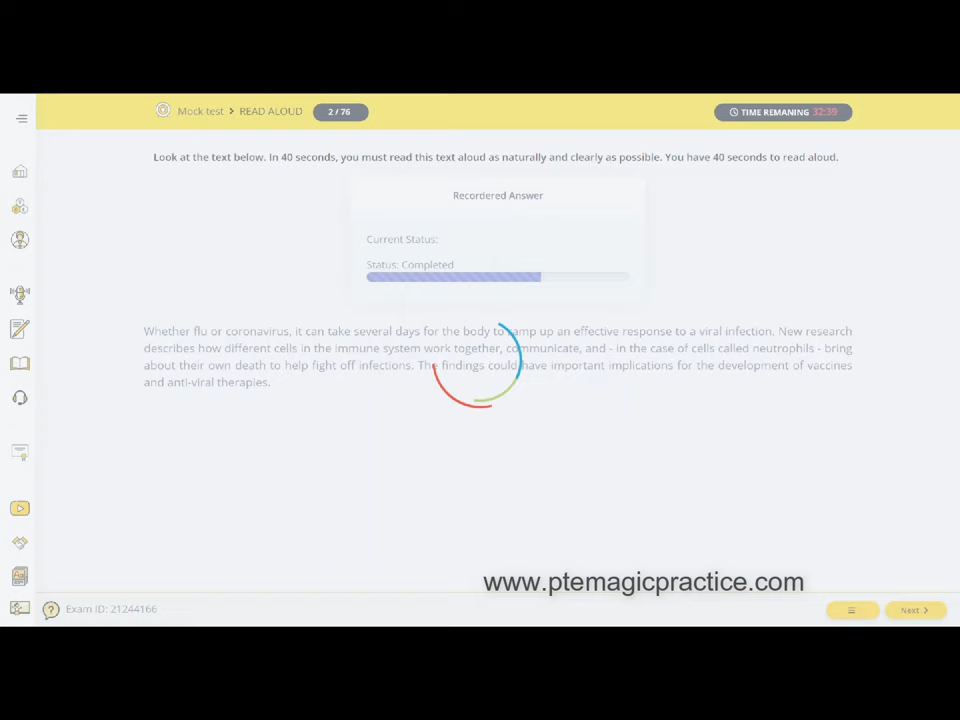 Mock test > READ ALOUD 2 / 76 TIME REMANING 32:39
Look at the text below. In 40 seconds, you must read this text aloud as naturally and clearly as possible. You have 40 seconds to read aloud.
Recordered Answer
Current Status:
Status: Completed
Whether flu or coronavirus, it can take several days for the body to ramp up an effective response to a viral infection. New research
describes how different cells in the immune system work together, communicate, and - in the case of cells called neutrophils - bring
about their own death to help fight off infections. The findings could have important implications for the development of vaccines
and anti-viral therapies.
www.ptemagicpractice.com
Exam ID: 21244166
Next >